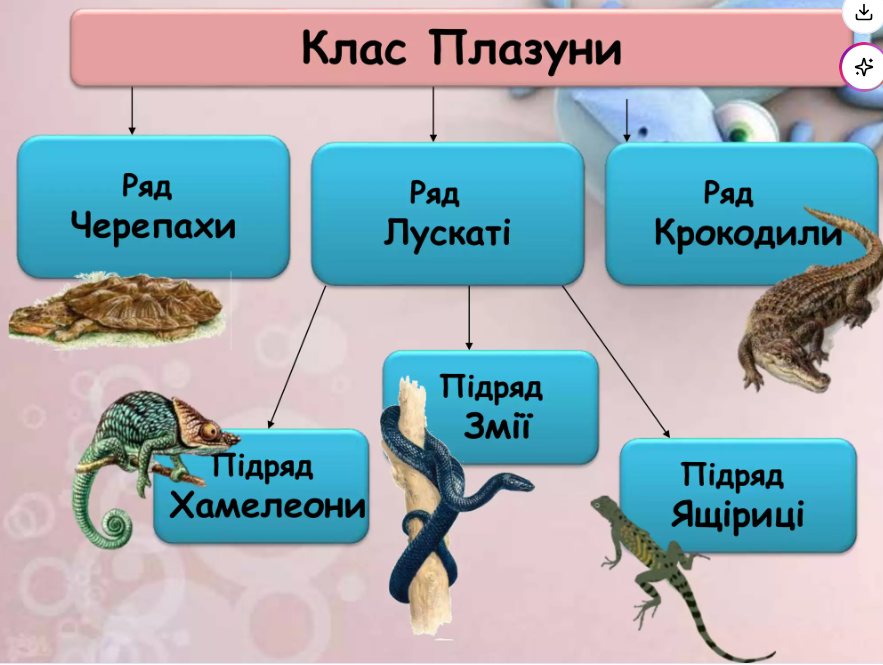 Клас Плазуни
Ряд
Черепахи
Ряд
Лускаті
Ряд
Крокодили
Підряд
Змії
Підряд
Хамелеони
Підряд
Ящіриці